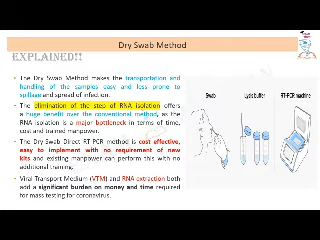 Dry Swab Method
EXPLAINED!!
The Dry Swab Method makes the transportation and
handling of the samples easy and less prone to
spillage and spread of infection.
The elimination of the step of RNA isolation offers
a huge benefit over the conventional method, as
the RNA isolation is a major bottleneck in terms of time,
cost and trained manpower.
The Dry Swab Direct RT PCR method is cost effective,
easy to implement with no requirement of new
kits and existing manpower can perform this with no
additional training.
Viral Transport Medium (VTM) and RNA extraction both
add a significant burden on money and time required
for mass testing for coronavirus.
Swab
Lysis buffer
RT-PCR machine